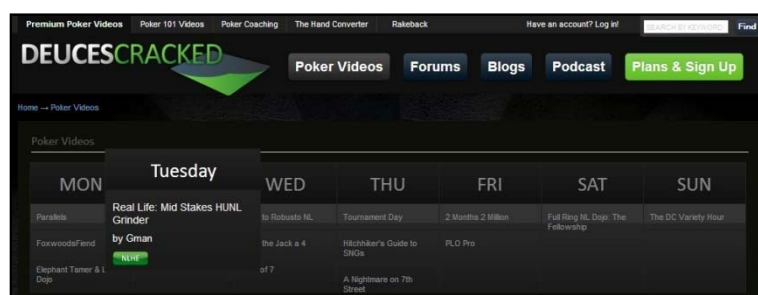 Premium Poker Videos Poker 101 Videos Poker Coaching The Hand Converter Rakeback Have an account? Log in! SEARCH BY KEYWORD Find
DEUCESCRACKED
Poker Videos Forums Blogs Podcast Plans & Sign Up
Home → Poker Videos
Poker Videos
MON Tuesday WED THU FRI SAT SUN
Parallels
Real Life: Mid Stakes HUNL
Grinder
by Gman
NLHE
to Robusto NL
Tournament Day
2 Months 2 Million
Full Ring NL Dojo: The
Fellowship
The DC Variety Hour
FoxwoodsFiend
the Jack a 4
Hitchhiker's Guide to
SNGs
PLO Pro
Elephant Tamer & L
Dojo
of 7
A Nightmare on 7th
Street